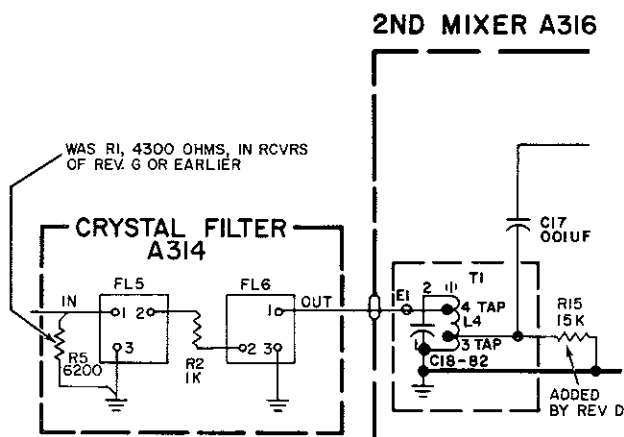 2ND MIXER A316
WAS R1, 4300 OHMS, IN RCVRS
OF REV. G OR EARLIER
CRYSTAL FILTER
A314
FL5
FL6
IN
1
2
3
R5
6200
R2
1K
1
2
3
OUT
E1
2
T1
4 TAP
L4
3 TAP
1
C18-82
C17
.001UF
R15
15K
ADDED
BY REV D